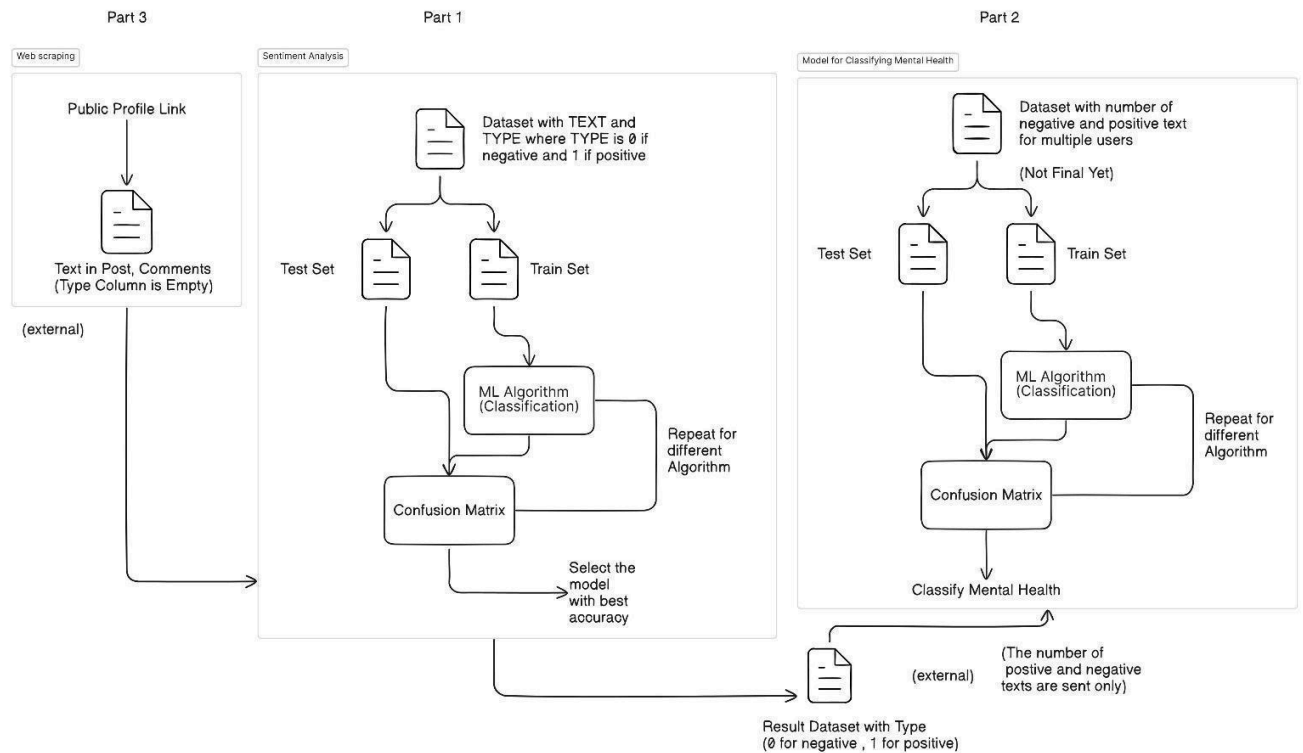 Part 3
Part 1
Part 2
Web scraping
Public Profile Link
Text in Post, Comments
(Type Column is Empty)
(external)
Sentiment Analysis
Dataset with TEXT and
TYPE where TYPE is 0 if
negative and 1 if positive
Test Set
Train Set
ML Algorithm
(Classification)
Repeat for
different
Algorithm
Confusion Matrix
Select the
model
with best
accuracy
Model for Classifying Mental Health
Dataset with number of
negative and positive text
for multiple users
(Not Final Yet)
Test Set
Train Set
ML Algorithm
(Classification)
Repeat for
different
Algorithm
Confusion Matrix
Classify Mental Health
(external)
(The number of
postive and negative
texts are sent only)
Result Dataset with Type
(0 for negative , 1 for positive)